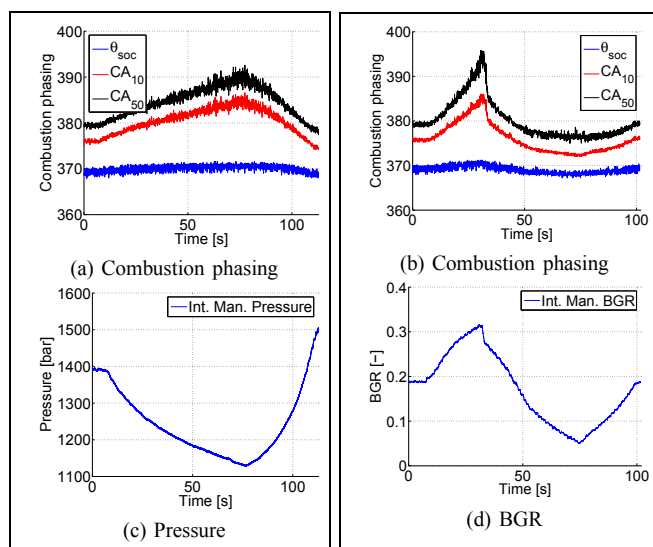 400
390
380
370
360
Combustion phasing
θsoc
CA10
CA50
0 50 100
Time [s]
(a) Combustion phasing
400
390
380
370
360
Combustion phasing
θsoc
CA10
CA50
0 50 100
Time [s]
(b) Combustion phasing
1600
1500
1400
1300
1200
1100
Pressure [bar]
Int. Man. Pressure
0 50 100
Time [s]
(c) Pressure
0.4
0.3
0.2
0.1
0
BGR [−]
Int. Man. BGR
0 50 100
Time [s]
(d) BGR